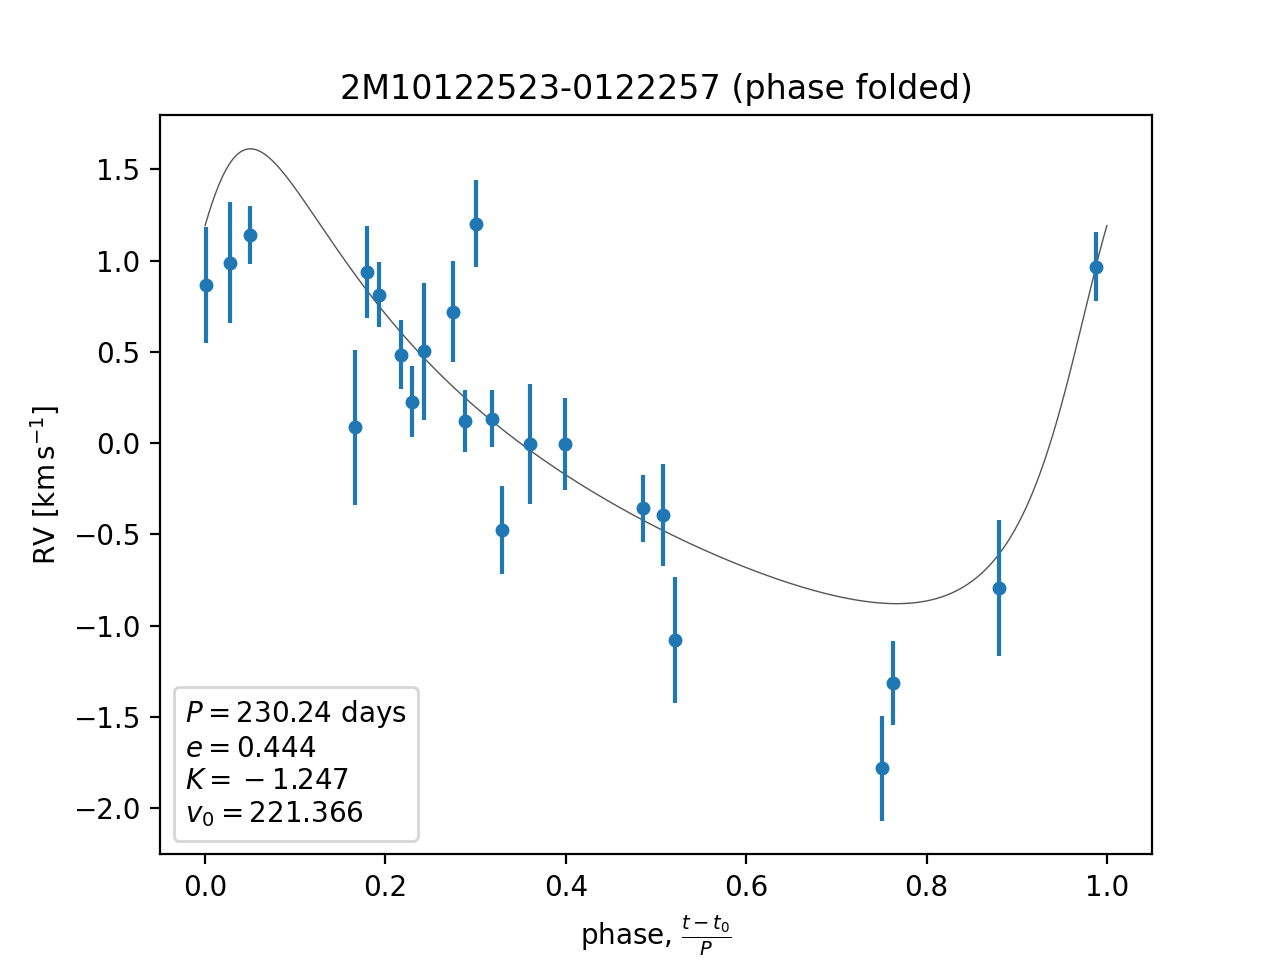 2M10122523-0122257 (phase folded)
RV [km s⁻¹]
1.5
1.0
0.5
0.0
−0.5
−1.0
−1.5
−2.0
P = 230.24 days
e = 0.444
K = − 1.247
v₀ = 221.366
0.0 0.2 0.4 0.6 0.8 1.0
phase, (t − t₀)/P